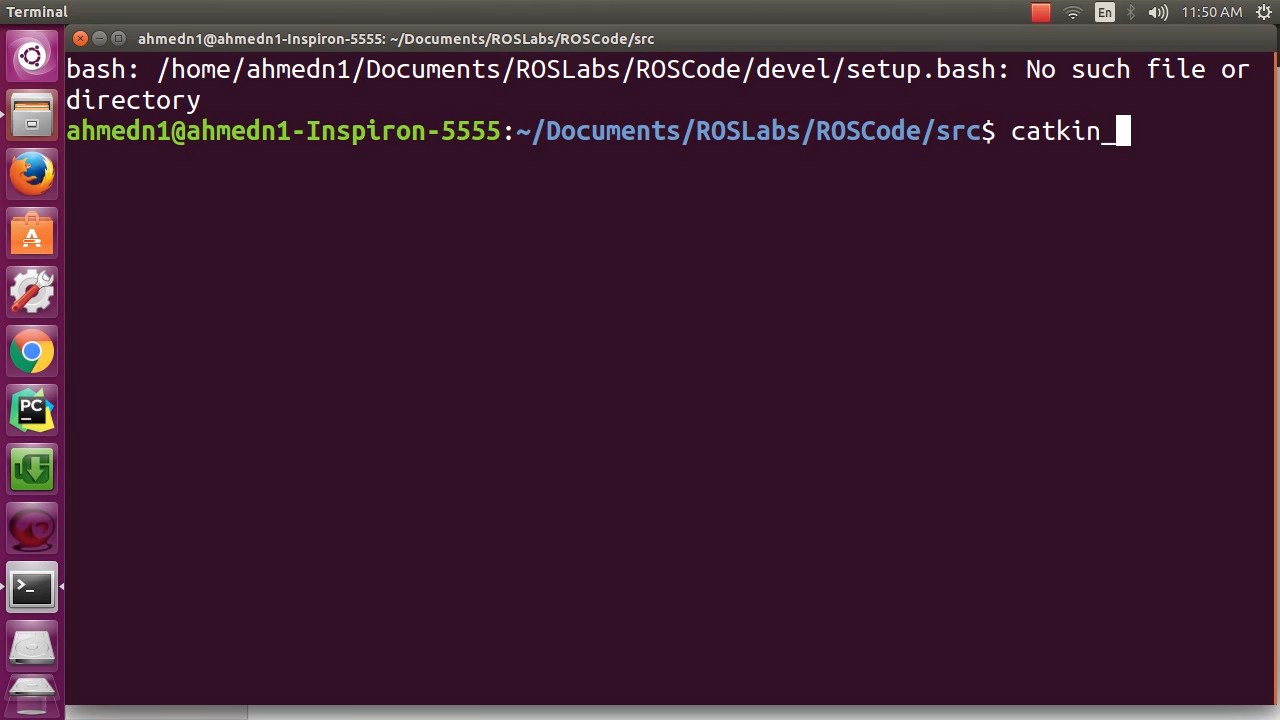 Terminal
En
11:50 AM
ahmedn1@ahmedn1-Inspiron-5555: ~/Documents/ROSLabs/ROSCode/src
bash: /home/ahmedn1/Documents/ROSLabs/ROSCode/devel/setup.bash: No such file or
directory
ahmedn1@ahmedn1-Inspiron-5555:~/Documents/ROSLabs/ROSCode/src$ catkin_
PC
>_